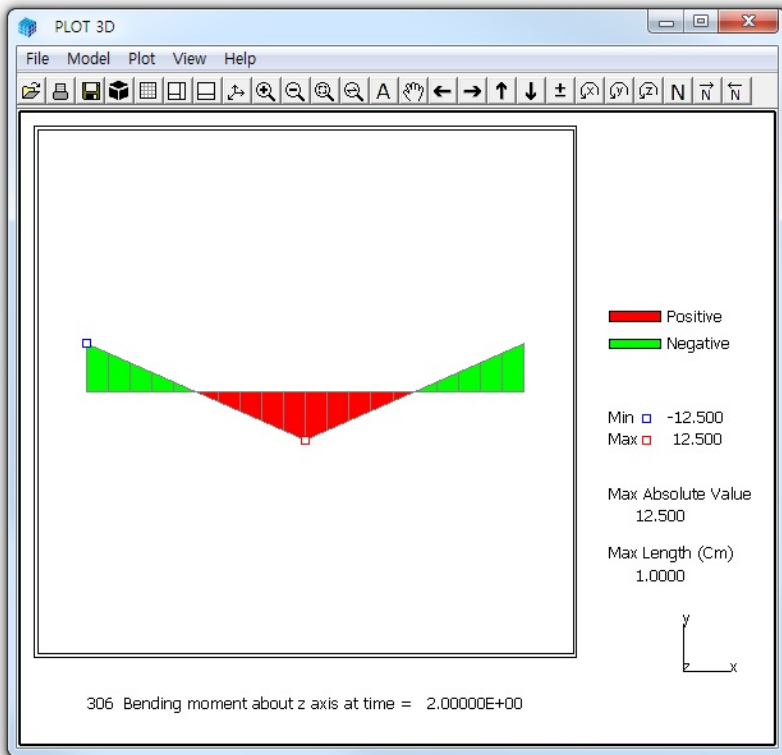 PLOT 3D
File Model Plot View Help
A ± x y z N N N
Positive
Negative
Min -12.500
Max 12.500
Max Absolute Value
12.500
Max Length (Cm)
1.0000
y
z x
306 Bending moment about z axis at time = 2.00000E+00